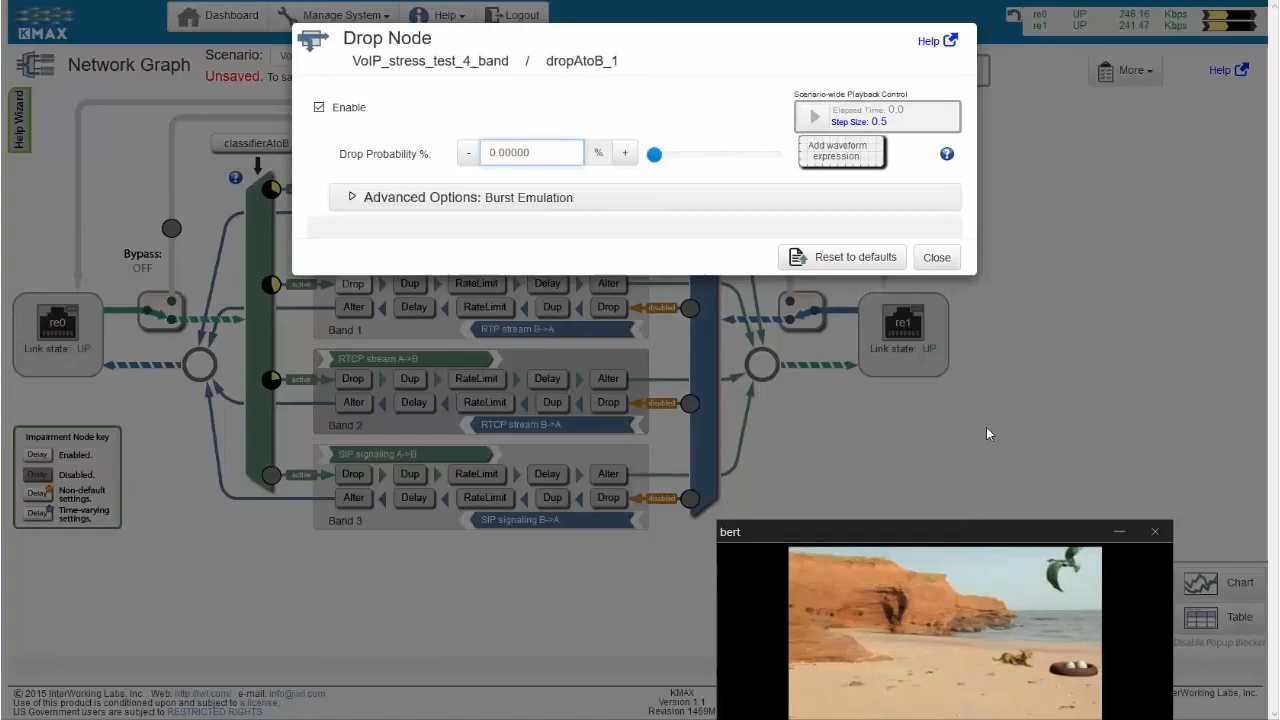 KMAX
Dashboard
Manage System
Help
Logout
re0 UP 246.16 Kbps
re1 UP 241.47 Kbps
Network Graph
Scenario:
Unsaved.
More
Help
Help Wizard
Drop Node
Help
VoIP_stress_test_4_band / dropAtoB_1
Enable
Scenario-wide Playback Control
Elapsed Time: 0.0
Step Size: 0.5
Drop Probability %:
-
0.00000
%
+
Add waveform
expression
Advanced Options: Burst Emulation
Reset to defaults
Close
classifierAtoB
Bypass:
OFF
re0
Link state: UP
re1
Link state: UP
active Drop Dup RateLimit Delay Alter
Alter Delay RateLimit Dup Drop disabled
Band 1
RTP stream B->A
RTCP stream A->B
active Drop Dup RateLimit Delay Alter
Alter Delay RateLimit Dup Drop disabled
Band 2
RTCP stream B->A
SIP signaling A->B
active Drop Dup RateLimit Delay Alter
Alter Delay RateLimit Dup Drop disabled
Band 3
SIP signaling B->A
Impairment Node key
Delay Enabled.
Delay Disabled.
Delay Non-default
settings.
Delay Time-varying
settings.
bert
Chart
Table
Disable Popup Blocker
© 2015 InterWorking Labs, Inc. Web: http://iwl.com/ e-mail: info@iwl.com
Use of this product is conditioned upon and subject to a license.
US Government users are subject to RESTRICTED RIGHTS
KMAX
Version 1.1
Revision 1469M
rWorking Labs, Inc.